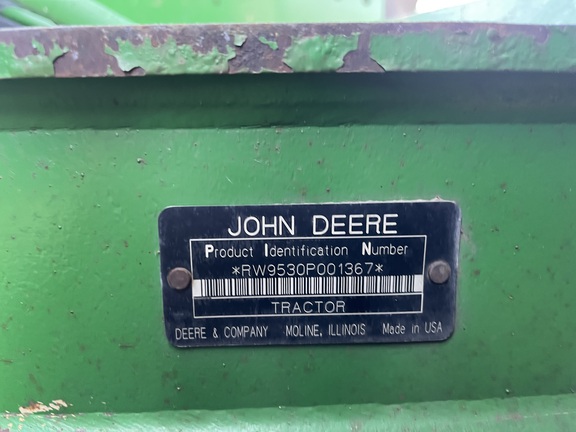 JOHN DEERE
Product Identification Number
*RW9530P001367*
TRACTOR
DEERE & COMPANY MOLINE, ILLINOIS Made in USA